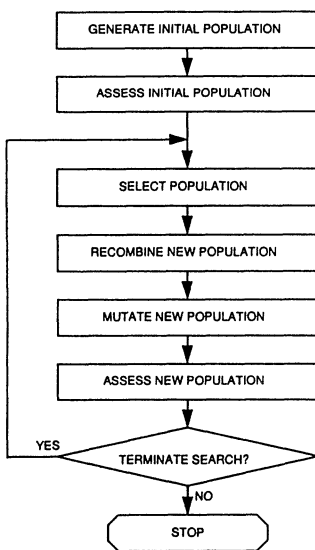 GENERATE INITIAL POPULATION
ASSESS INITIAL POPULATION
SELECT POPULATION
RECOMBINE NEW POPULATION
MUTATE NEW POPULATION
ASSESS NEW POPULATION
YES
TERMINATE SEARCH?
NO
STOP